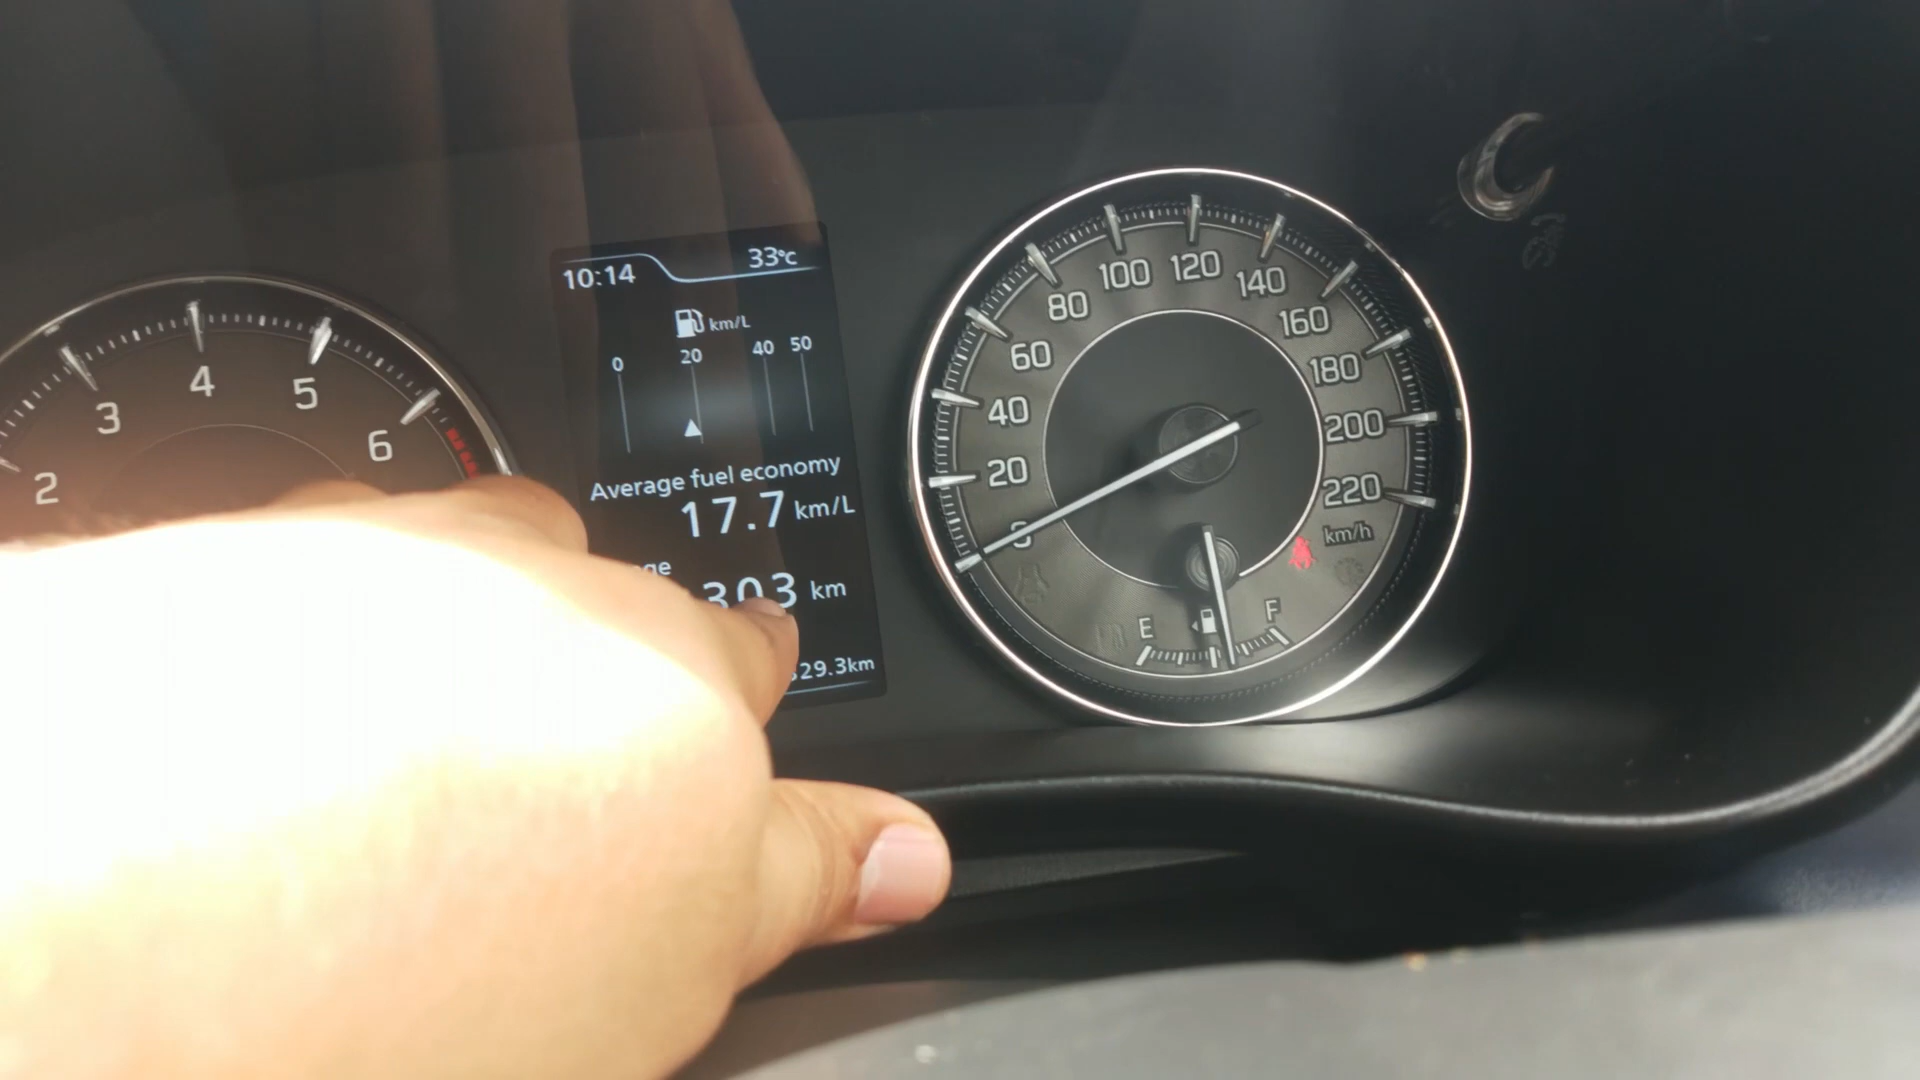 10:14 33°C
km/L
0 20 40 50
Average fuel economy
17.7 km/L
303 km
29.3km
2 3 4 5 6
0 20 40 60 80 100 120 140 160 180 200 220
km/h
E F